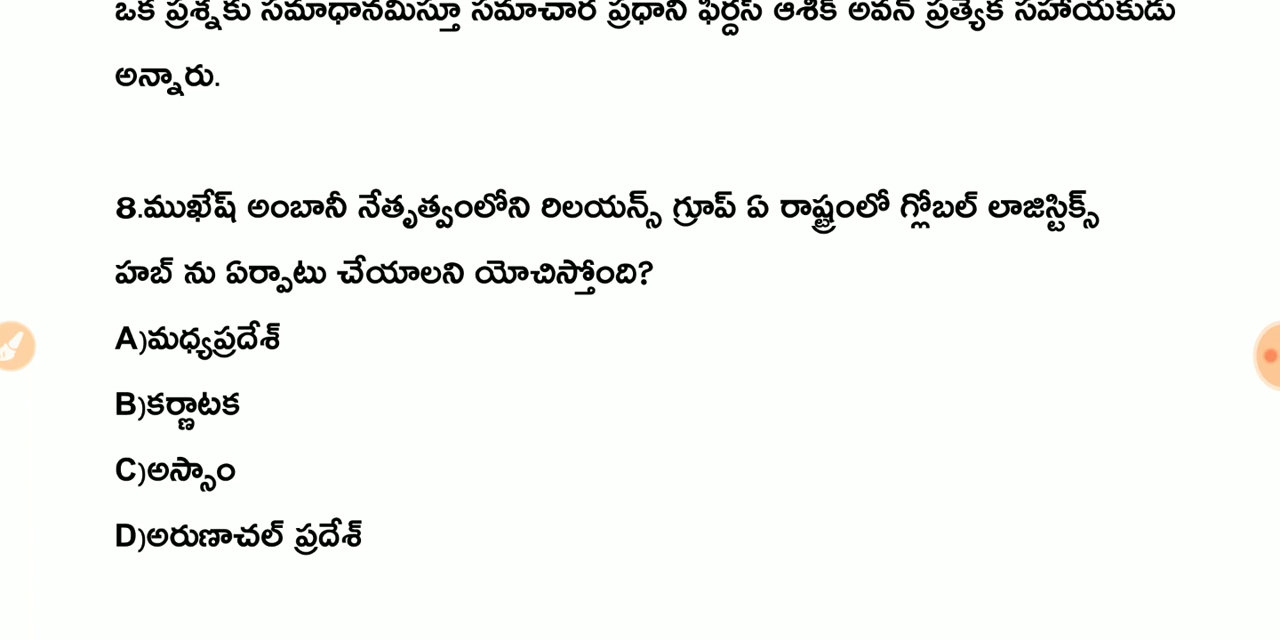 ఒక ప్రశ్నకు సమాధానమిస్తూ సమాచార ప్రధాని ఫిర్దస్ ఆశిక్ అవన్ ప్రత్యేక సహాయకుడు
అన్నారు.
8.ముఖేష్ అంబానీ నేతృత్వంలోని రిలయన్స్ గ్రూప్ ఏ రాష్ట్రంలో గ్లోబల్ లాజిస్టిక్స్
హబ్ ను ఏర్పాటు చేయాలని యోచిస్తోంది?
A)మధ్యప్రదేశ్
B)కర్ణాటక
C)అస్సాం
D)అరుణాచల్ ప్రదేశ్